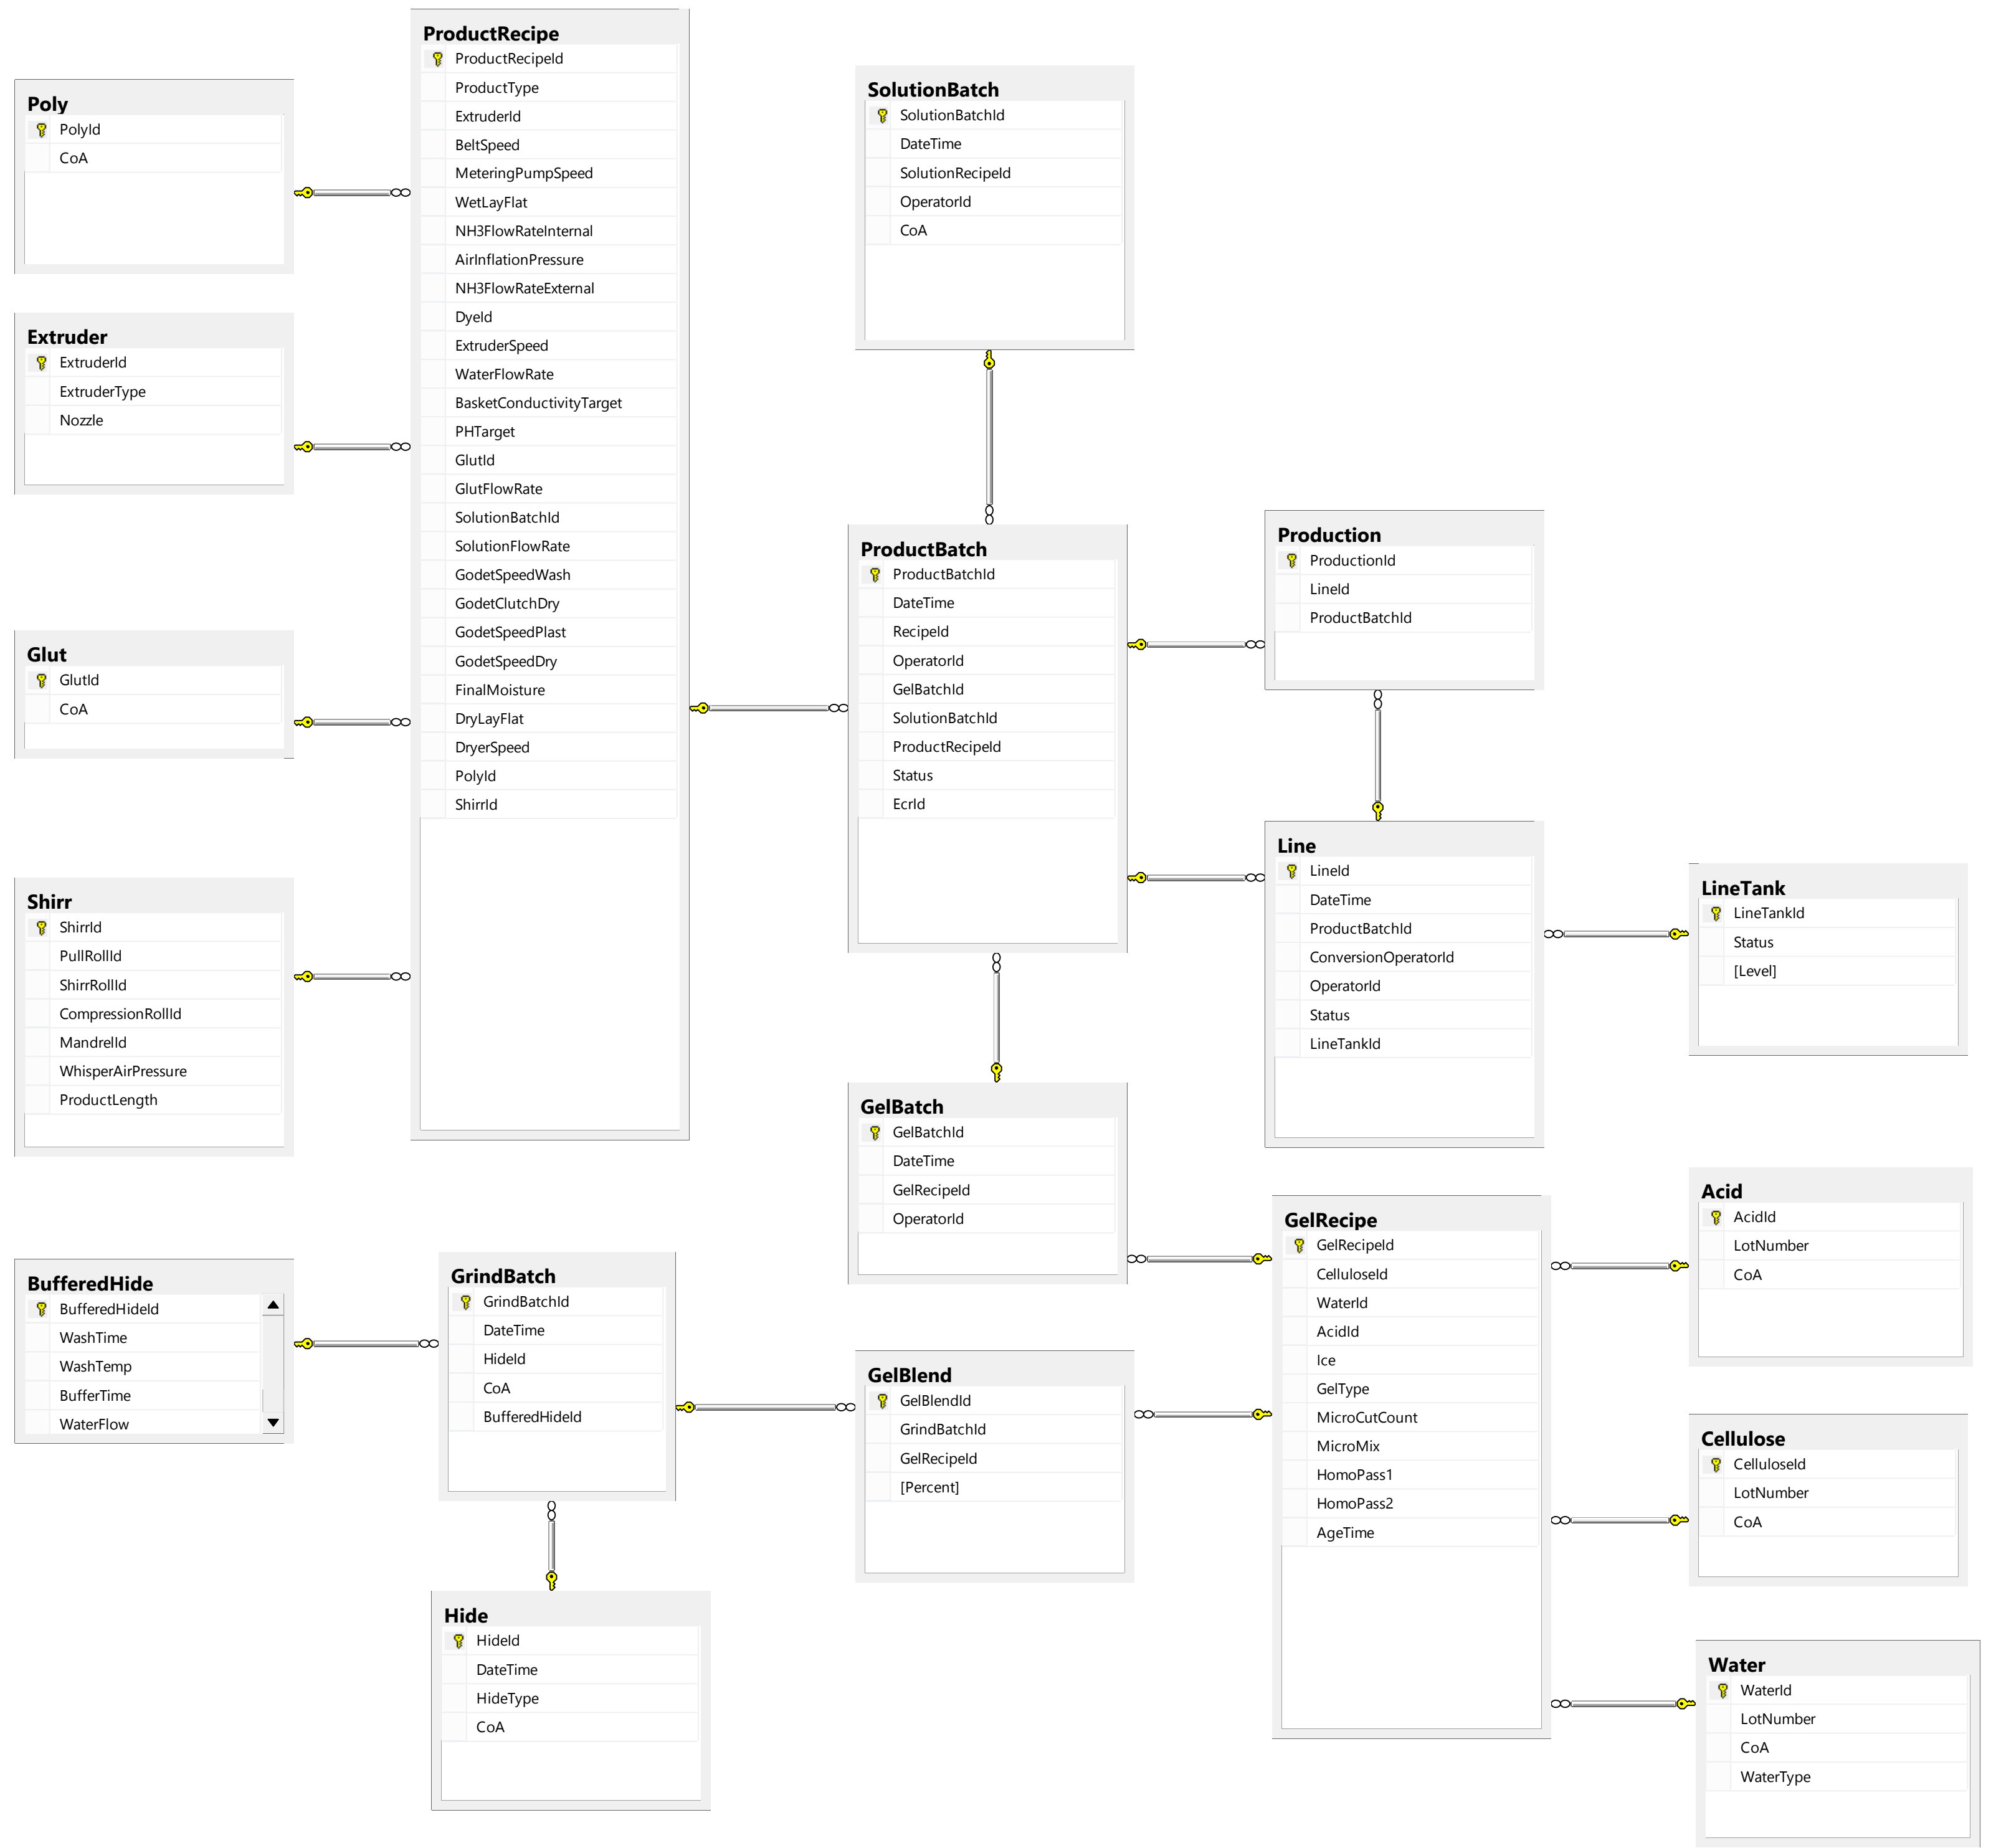 Poly
PolyId
CoA
Extruder
ExtruderId
ExtruderType
Nozzle
Glut
GlutId
CoA
Shirr
ShirrId
PullRollId
ShirrRollId
CompressionRollId
MandrelId
WhisperAirPressure
ProductLength
BufferedHide
BufferedHideId
WashTime
WashTemp
BufferTime
WaterFlow
ProductRecipe
ProductRecipeId
ProductType
ExtruderId
BeltSpeed
MeteringPumpSpeed
WetLayFlat
NH3FlowRateInternal
AirInflationPressure
NH3FlowRateExternal
DyeId
ExtruderSpeed
WaterFlowRate
BasketConductivityTarget
PHTarget
GlutId
GlutFlowRate
SolutionBatchId
SolutionFlowRate
GodetSpeedWash
GodetClutchDry
GodetSpeedPlast
GodetSpeedDry
FinalMoisture
DryLayFlat
DryerSpeed
PolyId
ShirrId
GrindBatch
GrindBatchId
DateTime
HideId
CoA
BufferedHideId
Hide
HideId
DateTime
HideType
CoA
SolutionBatch
SolutionBatchId
DateTime
SolutionRecipeId
OperatorId
CoA
ProductBatch
ProductBatchId
DateTime
RecipeId
OperatorId
GelBatchId
SolutionBatchId
ProductRecipeId
Status
EcrId
GelBatch
GelBatchId
DateTime
GelRecipeId
OperatorId
GelBlend
GelBlendId
GrindBatchId
GelRecipeId
[Percent]
Production
ProductionId
LineId
ProductBatchId
Line
LineId
DateTime
ProductBatchId
ConversionOperatorId
OperatorId
Status
LineTankId
GelRecipe
GelRecipeId
CelluloseId
WaterId
AcidId
Ice
GelType
MicroCutCount
MicroMix
HomoPass1
HomoPass2
AgeTime
LineTank
LineTankId
Status
[Level]
Acid
AcidId
LotNumber
CoA
Cellulose
CelluloseId
LotNumber
CoA
Water
WaterId
LotNumber
CoA
WaterType